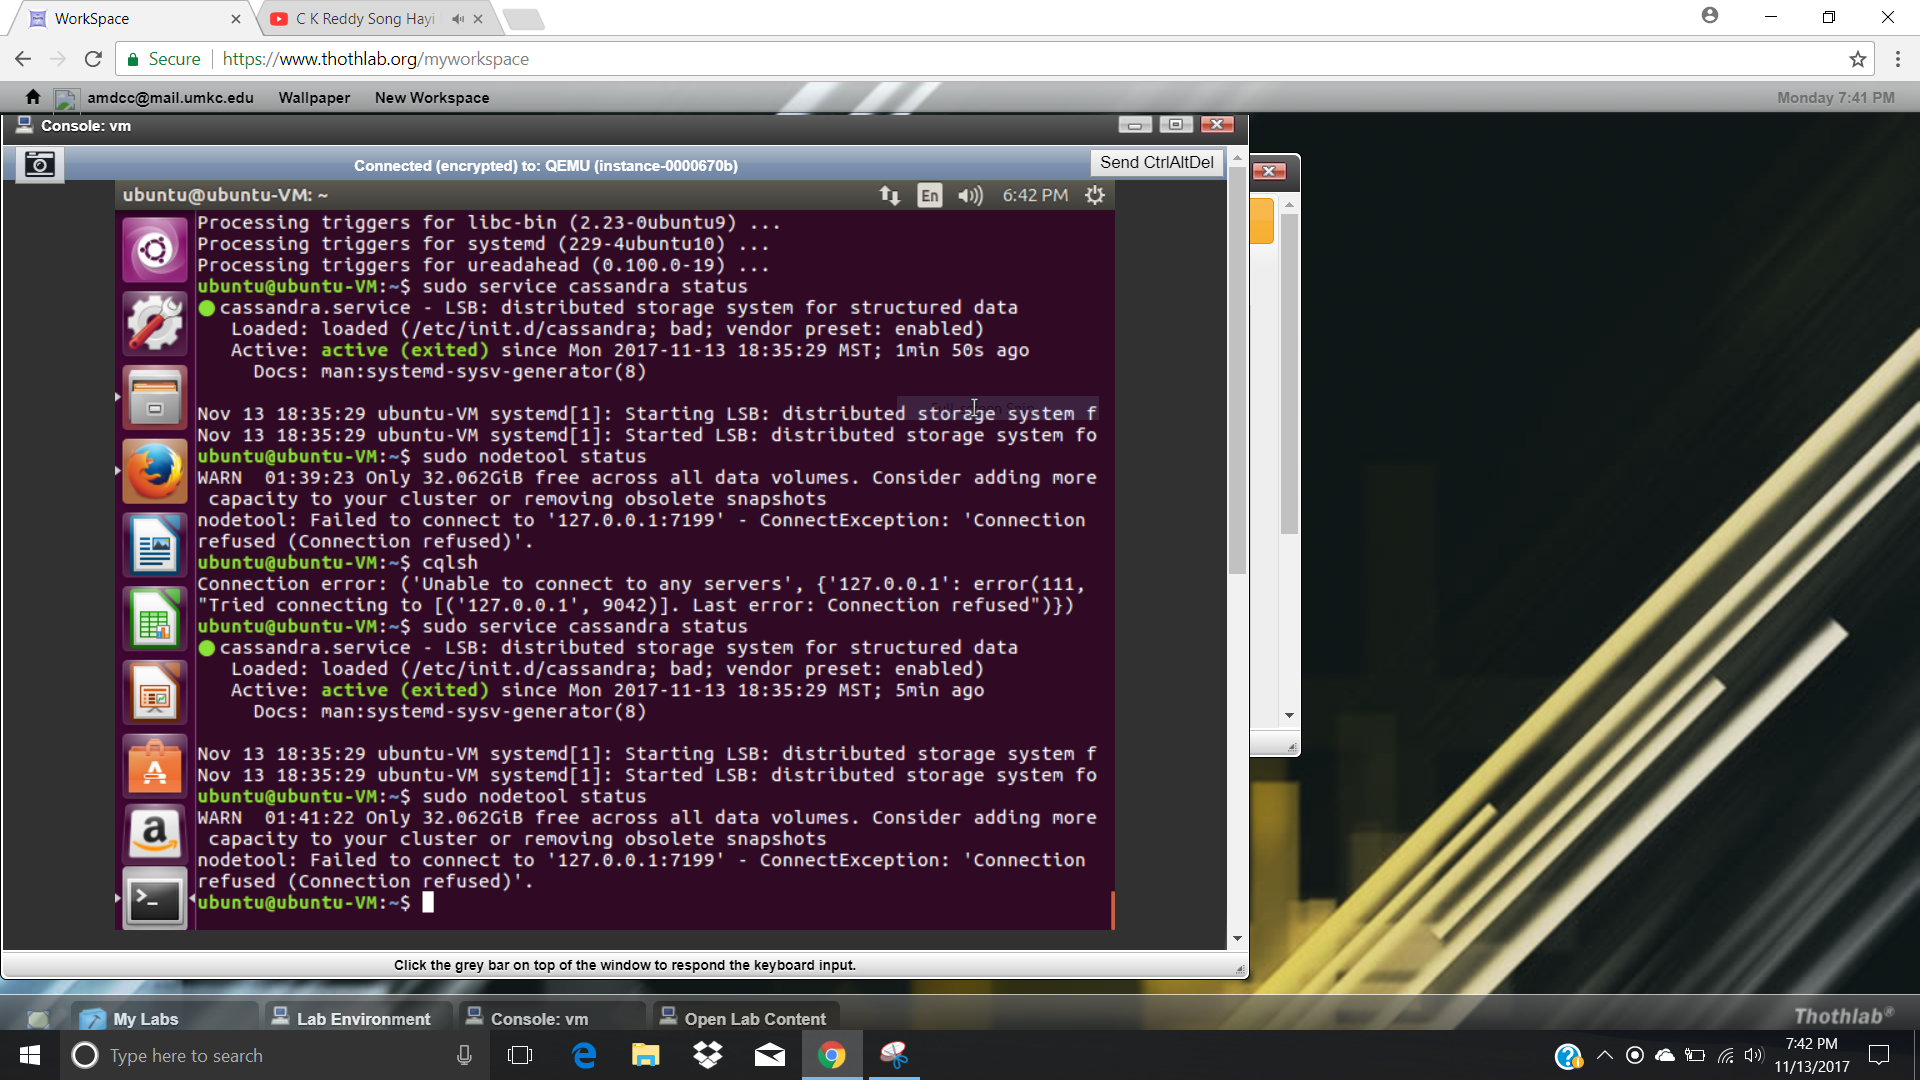 WorkSpace
C K Reddy Song Hayi
Secure
https://www.thothlab.org/myworkspace
amdcc@mail.umkc.edu
Wallpaper
New Workspace
Monday 7:41 PM
Console: vm
Connected (encrypted) to: QEMU (instance-0000670b)
Send CtrlAltDel
ubuntu@ubuntu-VM: ~
En
6:42 PM
Processing triggers for libc-bin (2.23-0ubuntu9) ...
Processing triggers for systemd (229-4ubuntu10) ...
Processing triggers for ureadahead (0.100.0-19) ...
ubuntu@ubuntu-VM:~$ sudo service cassandra status
cassandra.service - LSB: distributed storage system for structured data
Loaded: loaded (/etc/init.d/cassandra; bad; vendor preset: enabled)
Active: active (exited) since Mon 2017-11-13 18:35:29 MST; 1min 50s ago
Docs: man:systemd-sysv-generator(8)
Nov 13 18:35:29 ubuntu-VM systemd[1]: Starting LSB: distributed storage system f
Nov 13 18:35:29 ubuntu-VM systemd[1]: Started LSB: distributed storage system fo
ubuntu@ubuntu-VM:~$ sudo nodetool status
WARN  01:39:23 Only 32.062GiB free across all data volumes. Consider adding more
capacity to your cluster or removing obsolete snapshots
nodetool: Failed to connect to '127.0.0.1:7199' - ConnectException: 'Connection
refused (Connection refused)'.
ubuntu@ubuntu-VM:~$ cqlsh
Connection error: ('Unable to connect to any servers', {'127.0.0.1': error(111,
"Tried connecting to [('127.0.0.1', 9042)]. Last error: Connection refused")})
ubuntu@ubuntu-VM:~$ sudo service cassandra status
cassandra.service - LSB: distributed storage system for structured data
Loaded: loaded (/etc/init.d/cassandra; bad; vendor preset: enabled)
Active: active (exited) since Mon 2017-11-13 18:35:29 MST; 5min ago
Docs: man:systemd-sysv-generator(8)
Nov 13 18:35:29 ubuntu-VM systemd[1]: Starting LSB: distributed storage system f
Nov 13 18:35:29 ubuntu-VM systemd[1]: Started LSB: distributed storage system fo
ubuntu@ubuntu-VM:~$ sudo nodetool status
WARN  01:41:22 Only 32.062GiB free across all data volumes. Consider adding more
capacity to your cluster or removing obsolete snapshots
nodetool: Failed to connect to '127.0.0.1:7199' - ConnectException: 'Connection
refused (Connection refused)'.
ubuntu@ubuntu-VM:~$
Click the grey bar on top of the window to respond the keyboard input.
My Labs
Lab Environment
Console: vm
Open Lab Content
Thothlab®
Type here to search
7:42 PM
11/13/2017